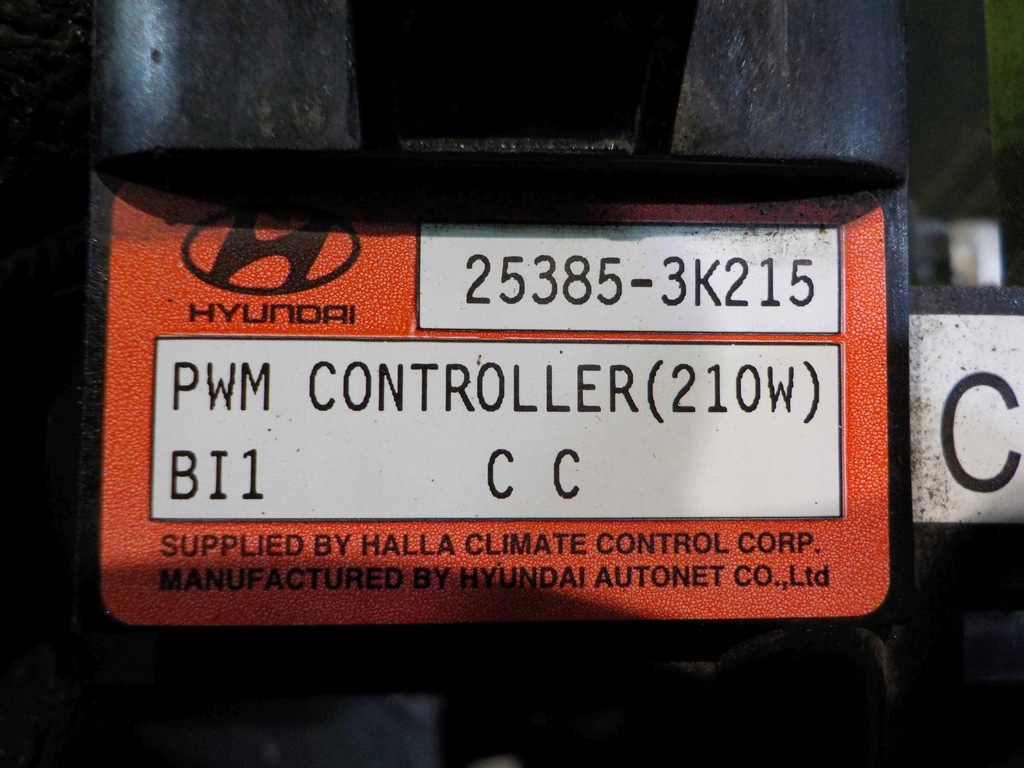 HYUNDAI
25385-3K215
PWM CONTROLLER(210W)
BI1 C C
SUPPLIED BY HALLA CLIMATE CONTROL CORP.
MANUFACTURED BY HYUNDAI AUTONET CO.,Ltd
C